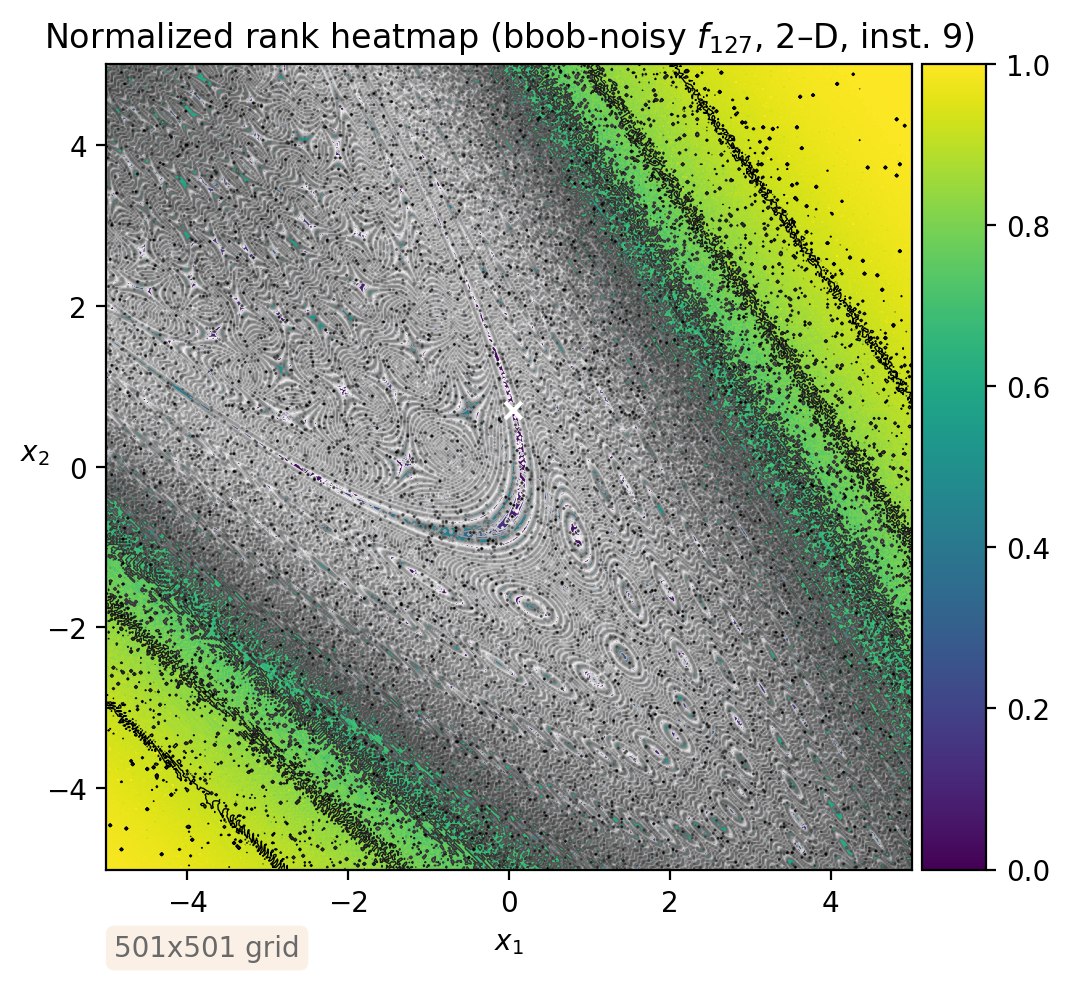 Normalized rank heatmap (bbob-noisy f₁₂₇, 2–D, inst. 9)
1.0
0.8
0.6
0.4
0.2
0.0
4
2
0
−2
−4
x₂
−4 −2 0 2 4
x₁
501x501 grid